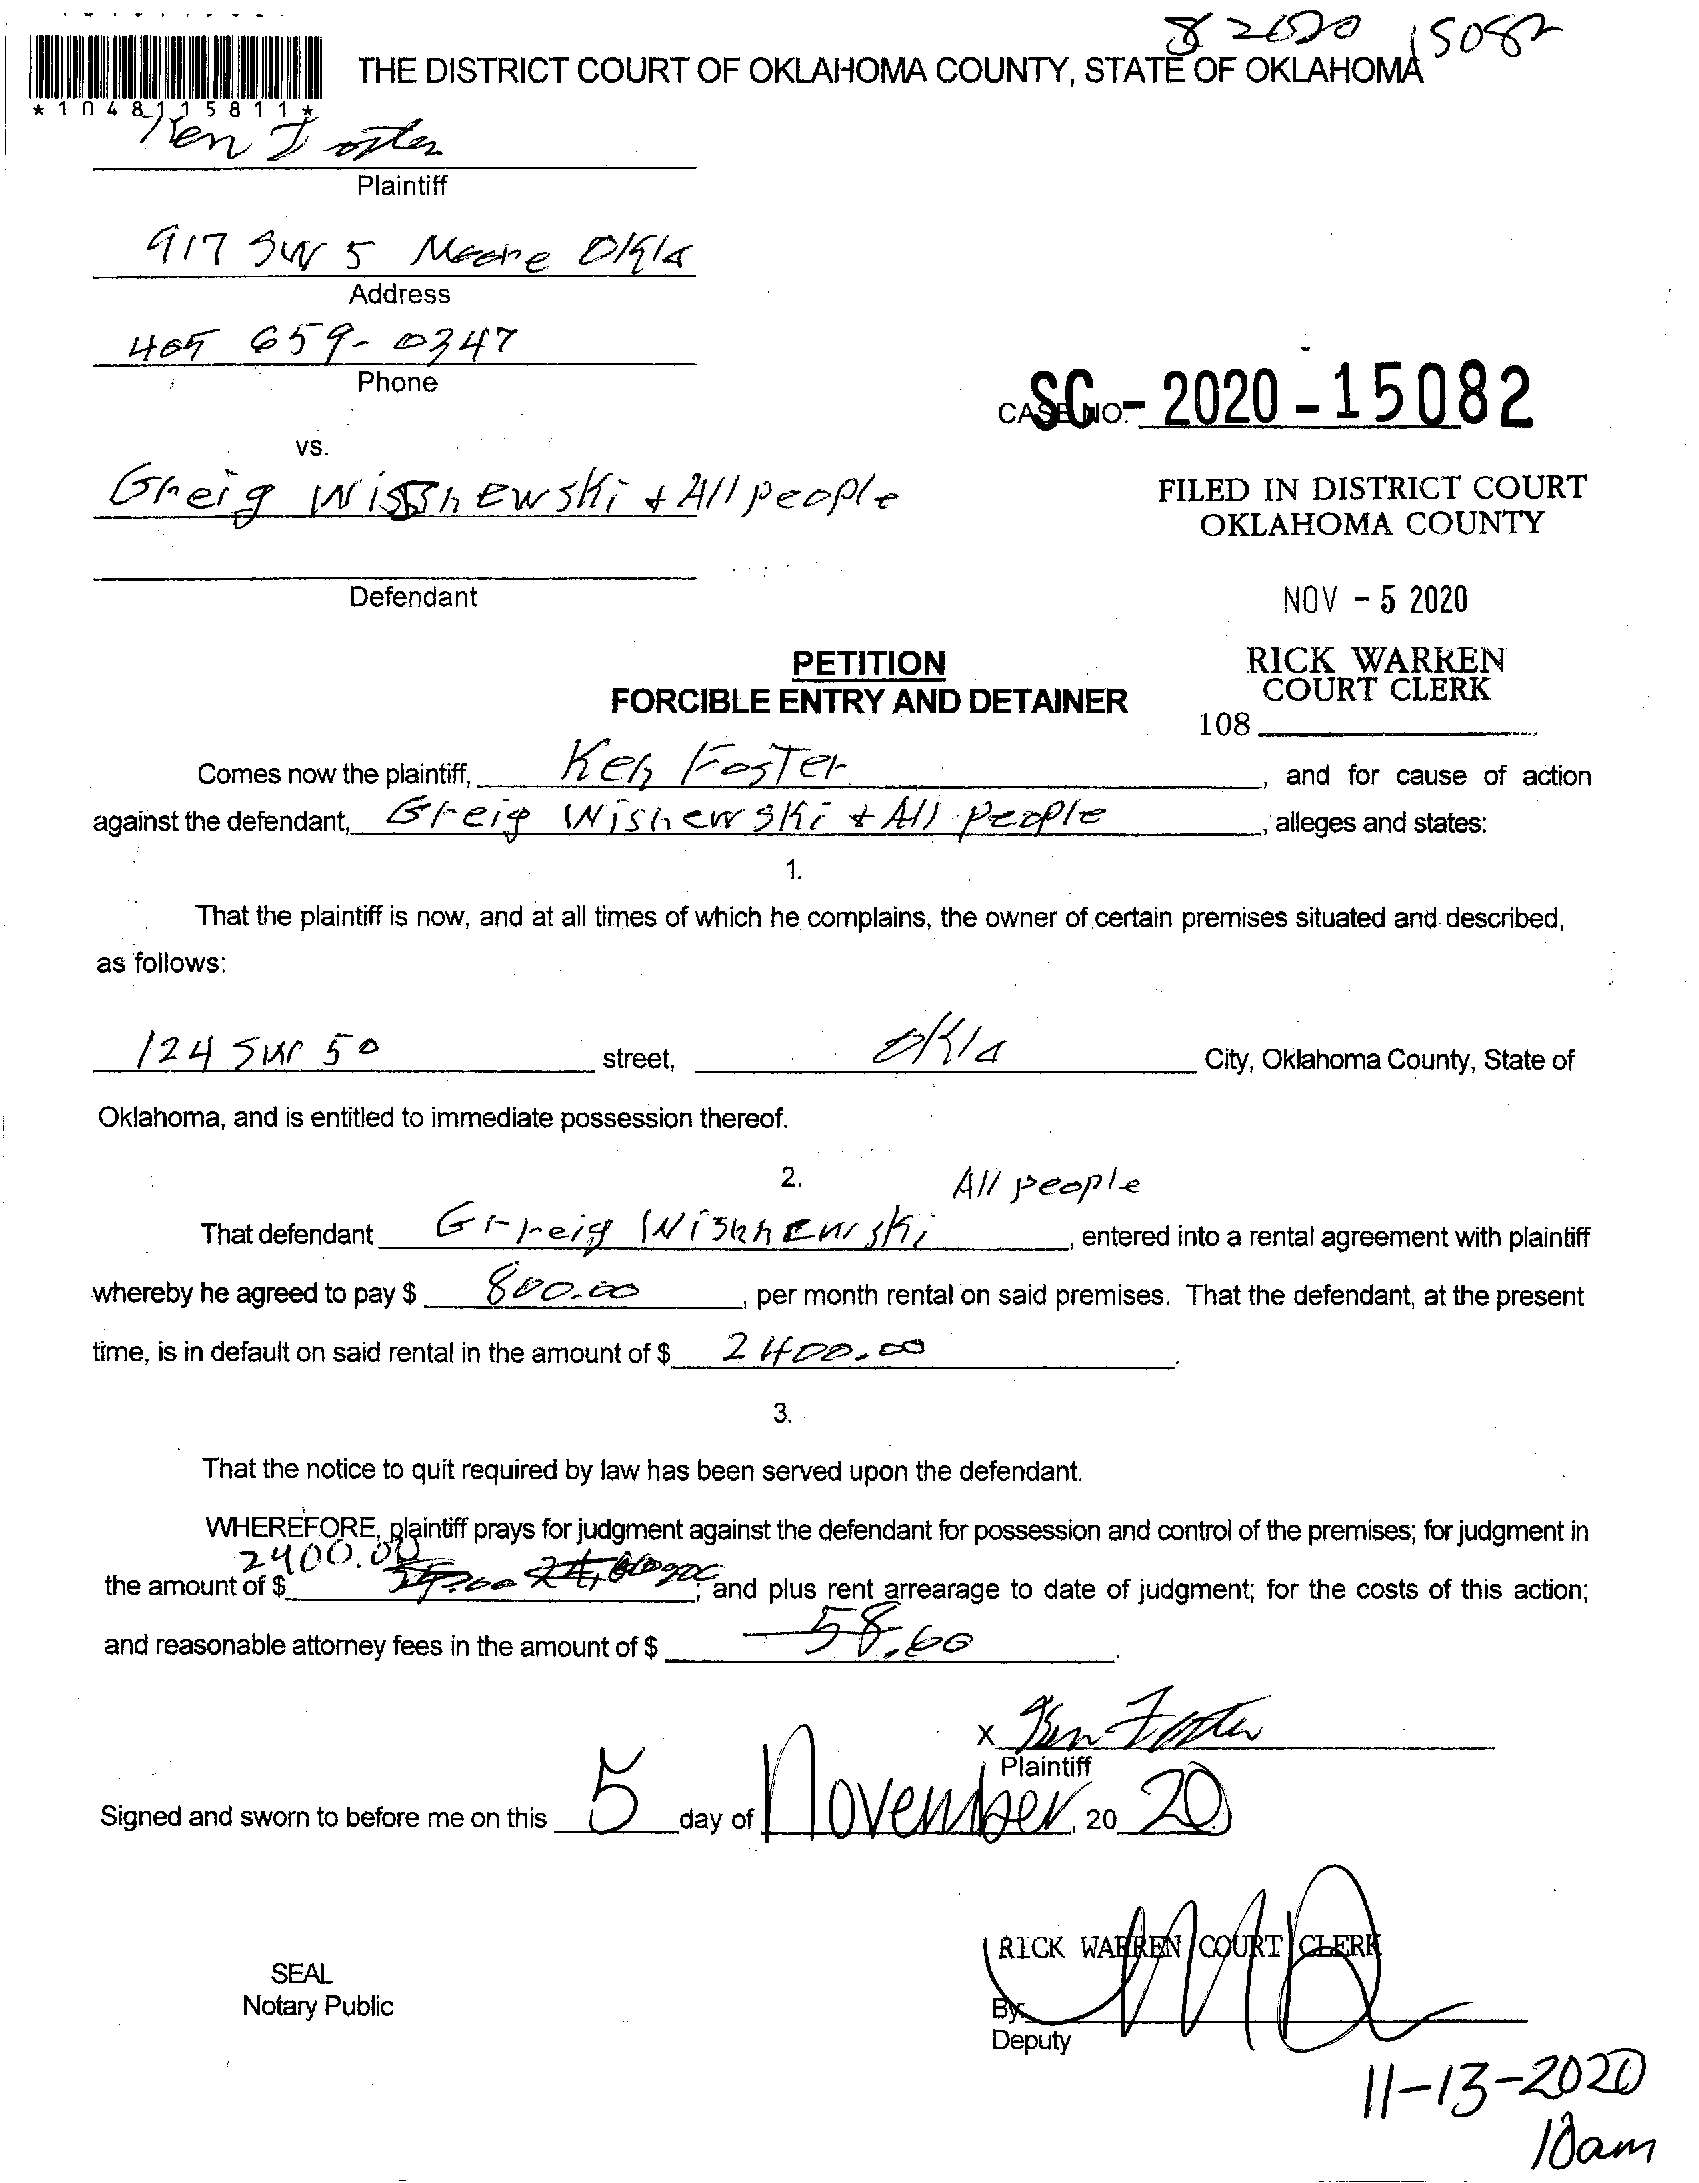 15082
THE DISTRICT COURT OF OKLAHOMA COUNTY, STATE OF OKLAHOMA
*1048115811*
Ken Foster
Plaintiff
917 SW 5 Moore Okla
Address
405 659-0347
Phone
CASE NO. SC - 2020 - 15082
vs.
Greig Wisshewski + All people
FILED IN DISTRICT COURT
OKLAHOMA COUNTY
Defendant
NOV - 5 2020
PETITION
RICK WARREN
COURT CLERK
FORCIBLE ENTRY AND DETAINER
108
Comes now the plaintiff, Ken Foster, and for cause of action
against the defendant, Greig Wishewski + All people, alleges and states:
1.
That the plaintiff is now, and at all times of which he complains, the owner of certain premises situated and described,
as follows:
124 SW 50 street, Okla City, Oklahoma County, State of
Oklahoma, and is entitled to immediate possession thereof.
2.
All people
That defendant Greig Wishhewski, entered into a rental agreement with plaintiff
whereby he agreed to pay $ 800.00, per month rental on said premises. That the defendant, at the present
time, is in default on said rental in the amount of $ 2400.00.
3.
That the notice to quit required by law has been served upon the defendant.
WHEREFORE, plaintiff prays for judgment against the defendant for possession and control of the premises; for judgment in
the amount of $ 2400.00; and plus rent arrearage to date of judgment; for the costs of this action;
and reasonable attorney fees in the amount of $ 58.60.
x Ken Foster
Plaintiff
Signed and sworn to before me on this 5 day of November, 20 20
RICK WARREN COURT CLERK
SEAL
Notary Public
By
Deputy
11-13-2020
10am